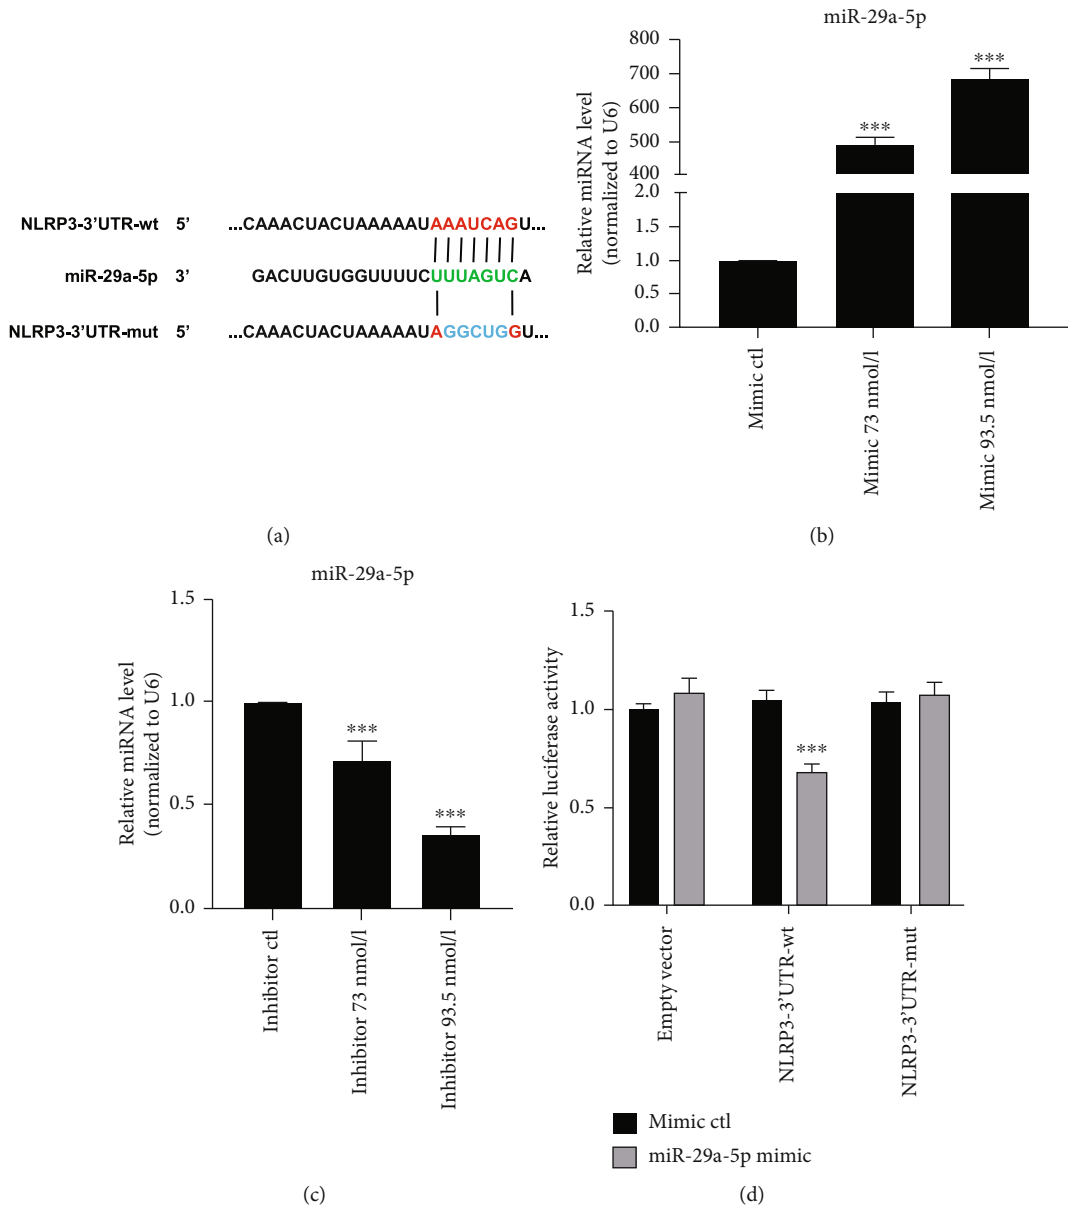 NLRP3-3'UTR-wt 5' ...CAAACUACUAAAAAUAAAUCAGU...
miR-29a-5p 3' GACUUGUGGUUUUCUUUAGUCA
NLRP3-3'UTR-mut 5' ...CAAACUACUAAAAAUAGGCUGGU...
(a)
miR-29a-5p
Relative miRNA level
(normalized to U6)
800
700
600
500
400
2.0
1.0
0.5
0.0
***
***
Mimic ctl
Mimic 73 nmol/l
Mimic 93.5 nmol/l
(b)
miR-29a-5p
Relative miRNA level
(normalized to U6)
1.5
1.0
0.5
0.0
***
***
Inhibitor ctl
Inhibitor 73 nmol/l
Inhibitor 93.5 nmol/l
(c)
Relative luciferase activity
1.5
1.0
0.5
0.0
***
Empty vector
NLRP3-3'UTR-wt
NLRP3-3'UTR-mut
Mimic ctl
miR-29a-5p mimic
(d)